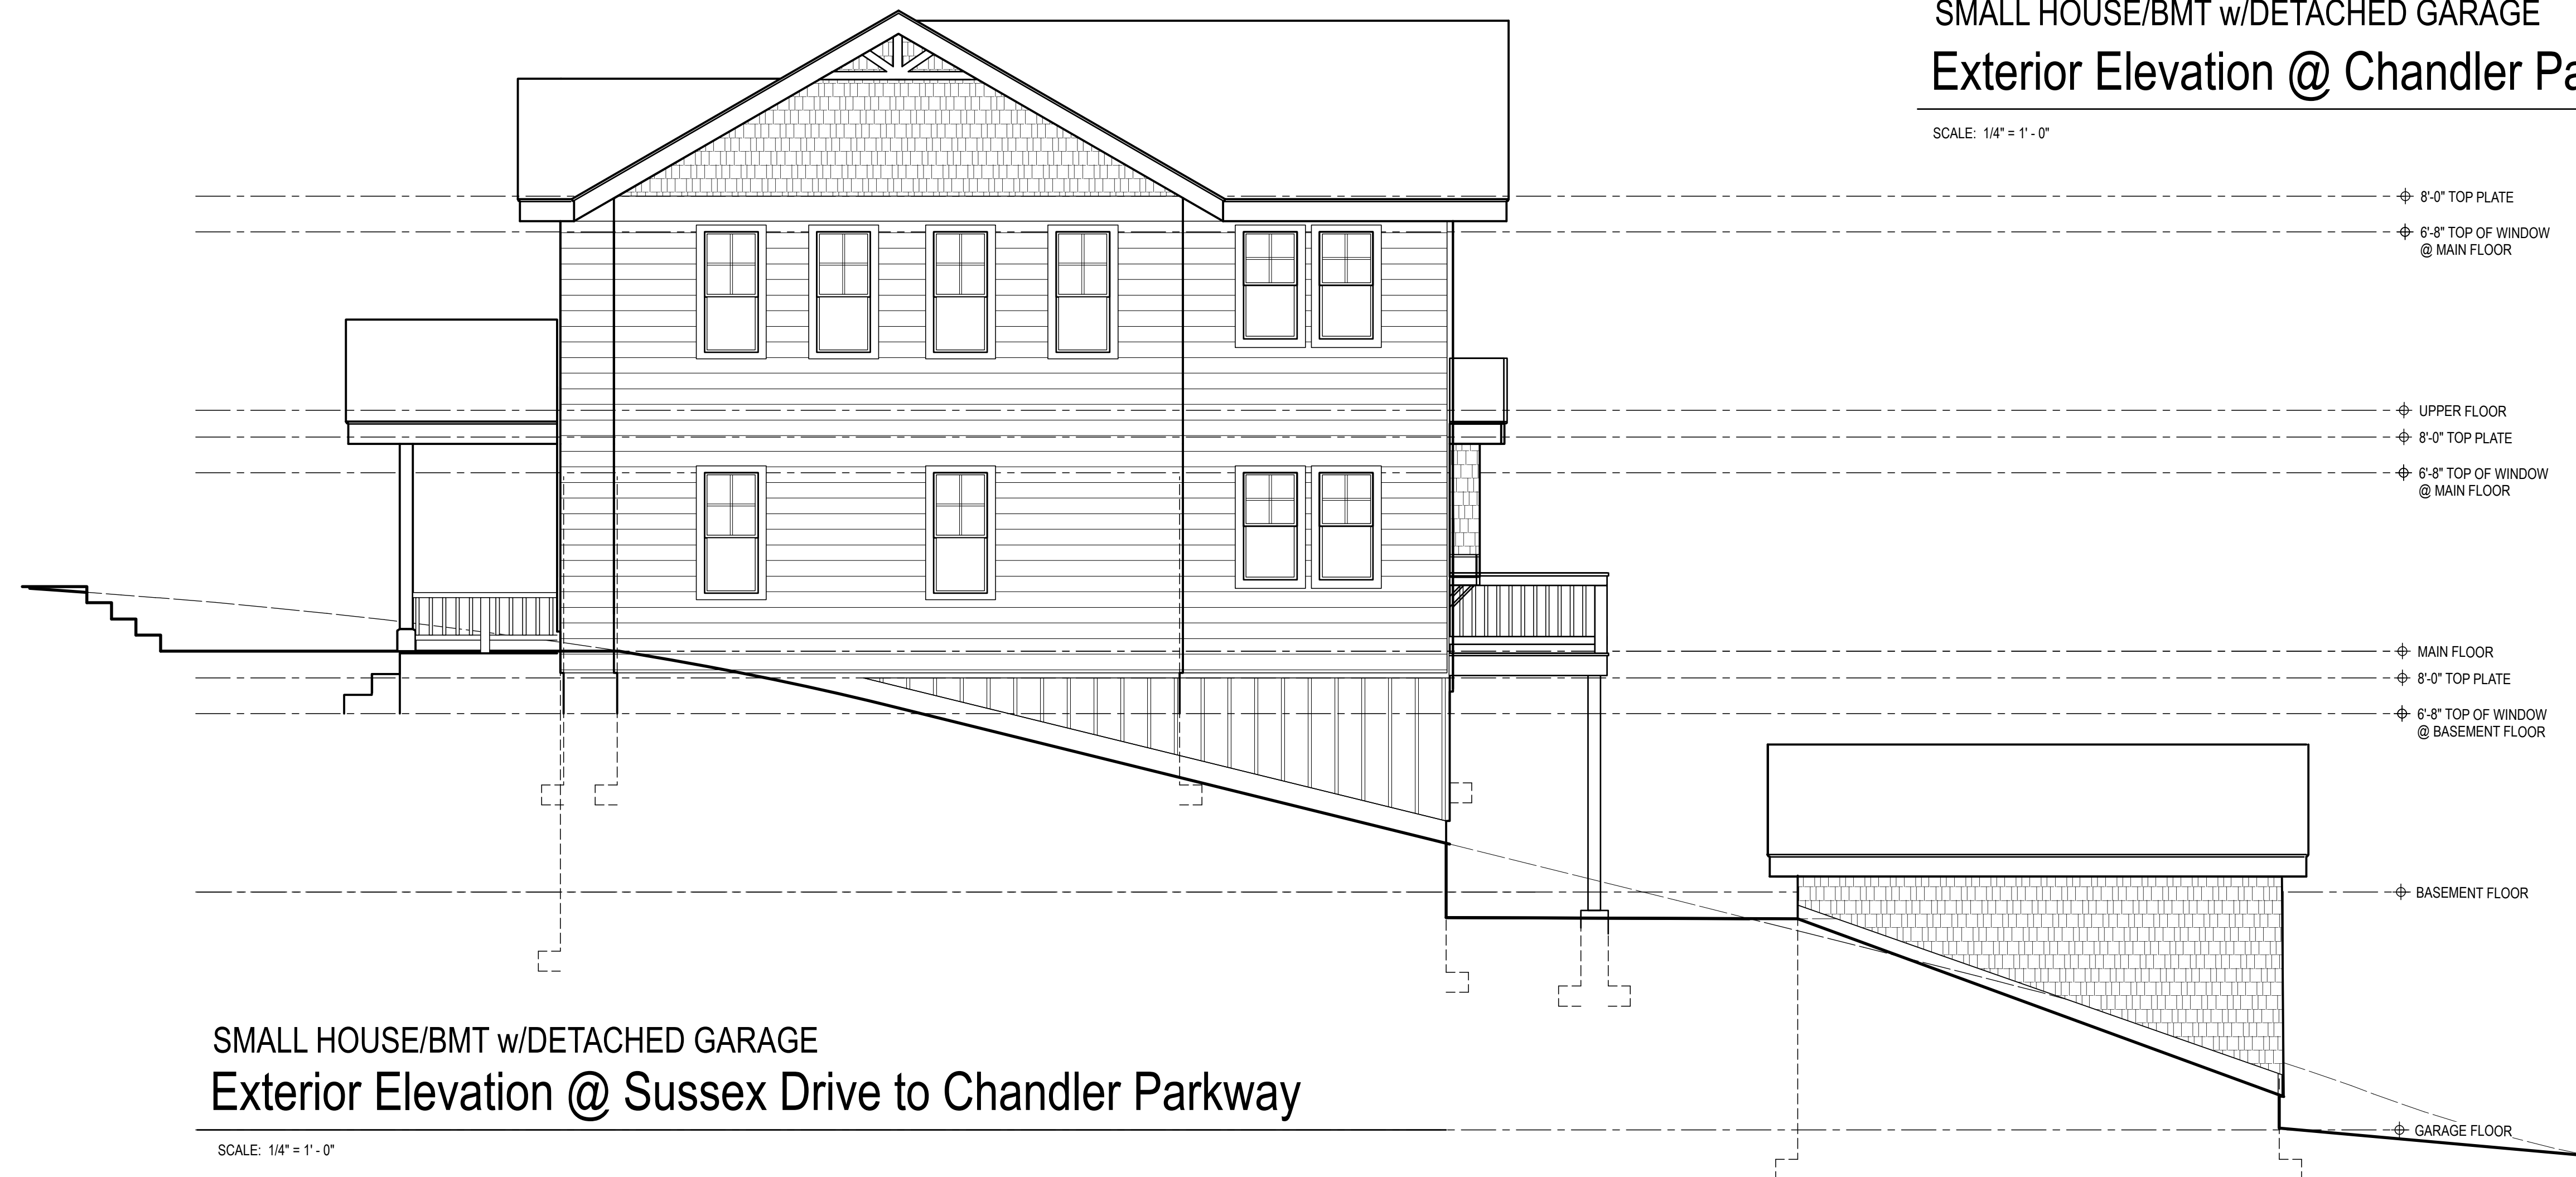 SMALL HOUSE/BMT w/DETACHED GARAGE
Exterior Elevation @ Chandler Pa
SCALE: 1/4" = 1' - 0"
8'-0" TOP PLATE
6'-8" TOP OF WINDOW
@ MAIN FLOOR
UPPER FLOOR
8'-0" TOP PLATE
6'-8" TOP OF WINDOW
@ MAIN FLOOR
MAIN FLOOR
8'-0" TOP PLATE
6'-8" TOP OF WINDOW
@ BASEMENT FLOOR
BASEMENT FLOOR
GARAGE FLOOR
SMALL HOUSE/BMT w/DETACHED GARAGE
Exterior Elevation @ Sussex Drive to Chandler Parkway
SCALE: 1/4" = 1' - 0"